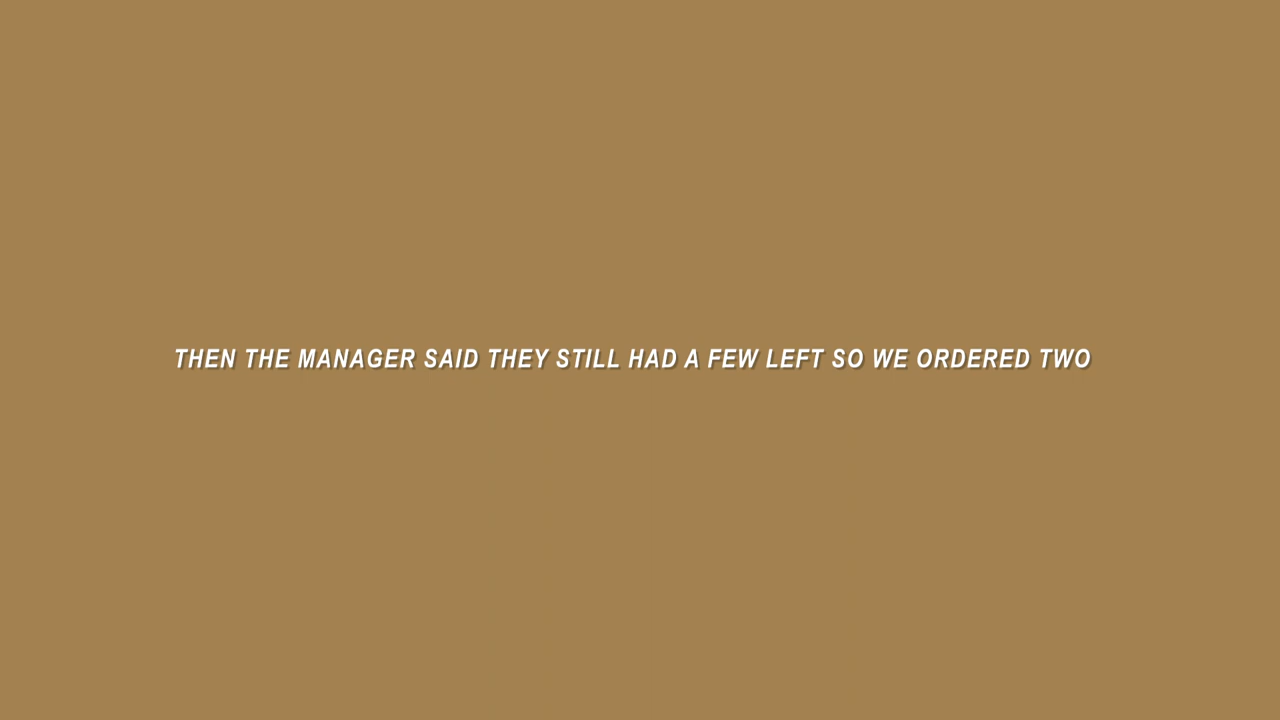 THEN THE MANAGER SAID THEY STILL HAD A FEW LEFT SO WE ORDERED TWO